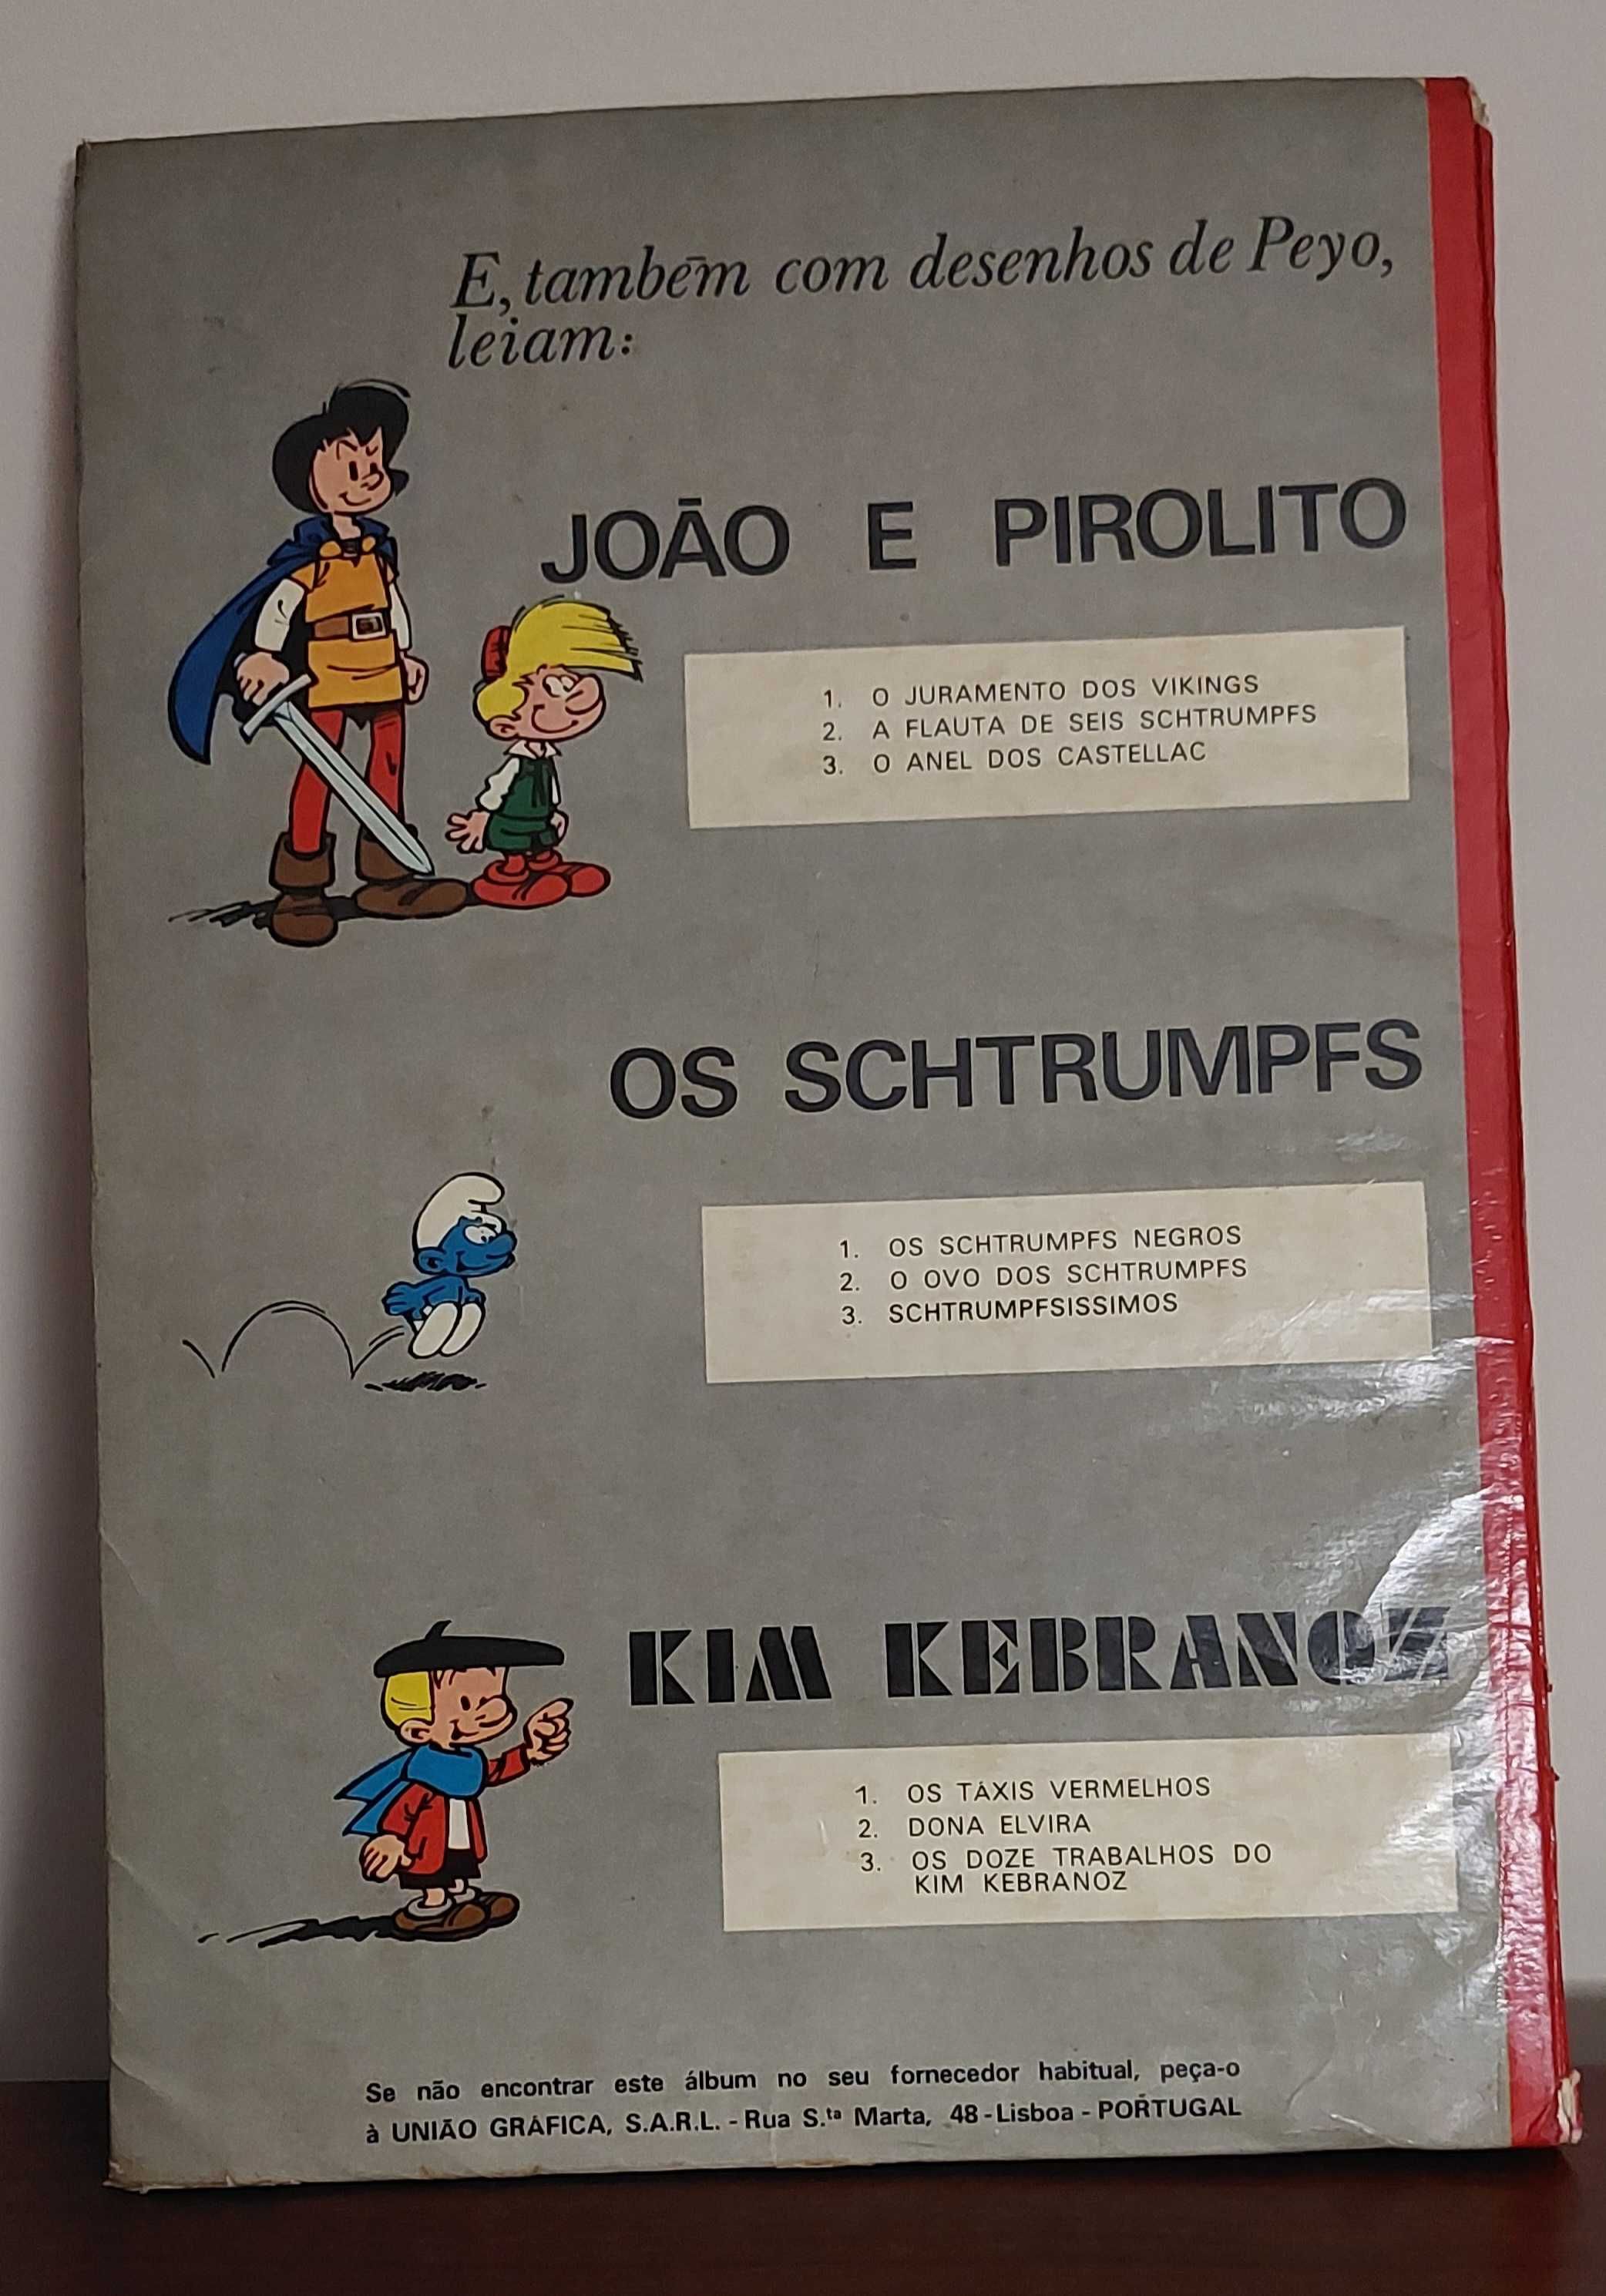 E, também com desenhos de Peyo,
leiam:
JOÃO E PIROLITO
1. O JURAMENTO DOS VIKINGS
2. A FLAUTA DE SEIS SCHTRUMPFS
3. O ANEL DOS CASTELLAC
OS SCHTRUMPFS
1. OS SCHTRUMPFS NEGROS
2. O OVO DOS SCHTRUMPFS
3. SCHTRUMPFSISSIMOS
KIM KEBRANOZ
1. OS TÁXIS VERMELHOS
2. DONA ELVIRA
3. OS DOZE TRABALHOS DO
KIM KEBRANOZ
Se não encontrar este álbum no seu fornecedor habitual, peça-o
à UNIÃO GRÁFICA, S.A.R.L. - Rua S.ta Marta, 48 - Lisboa - PORTUGAL